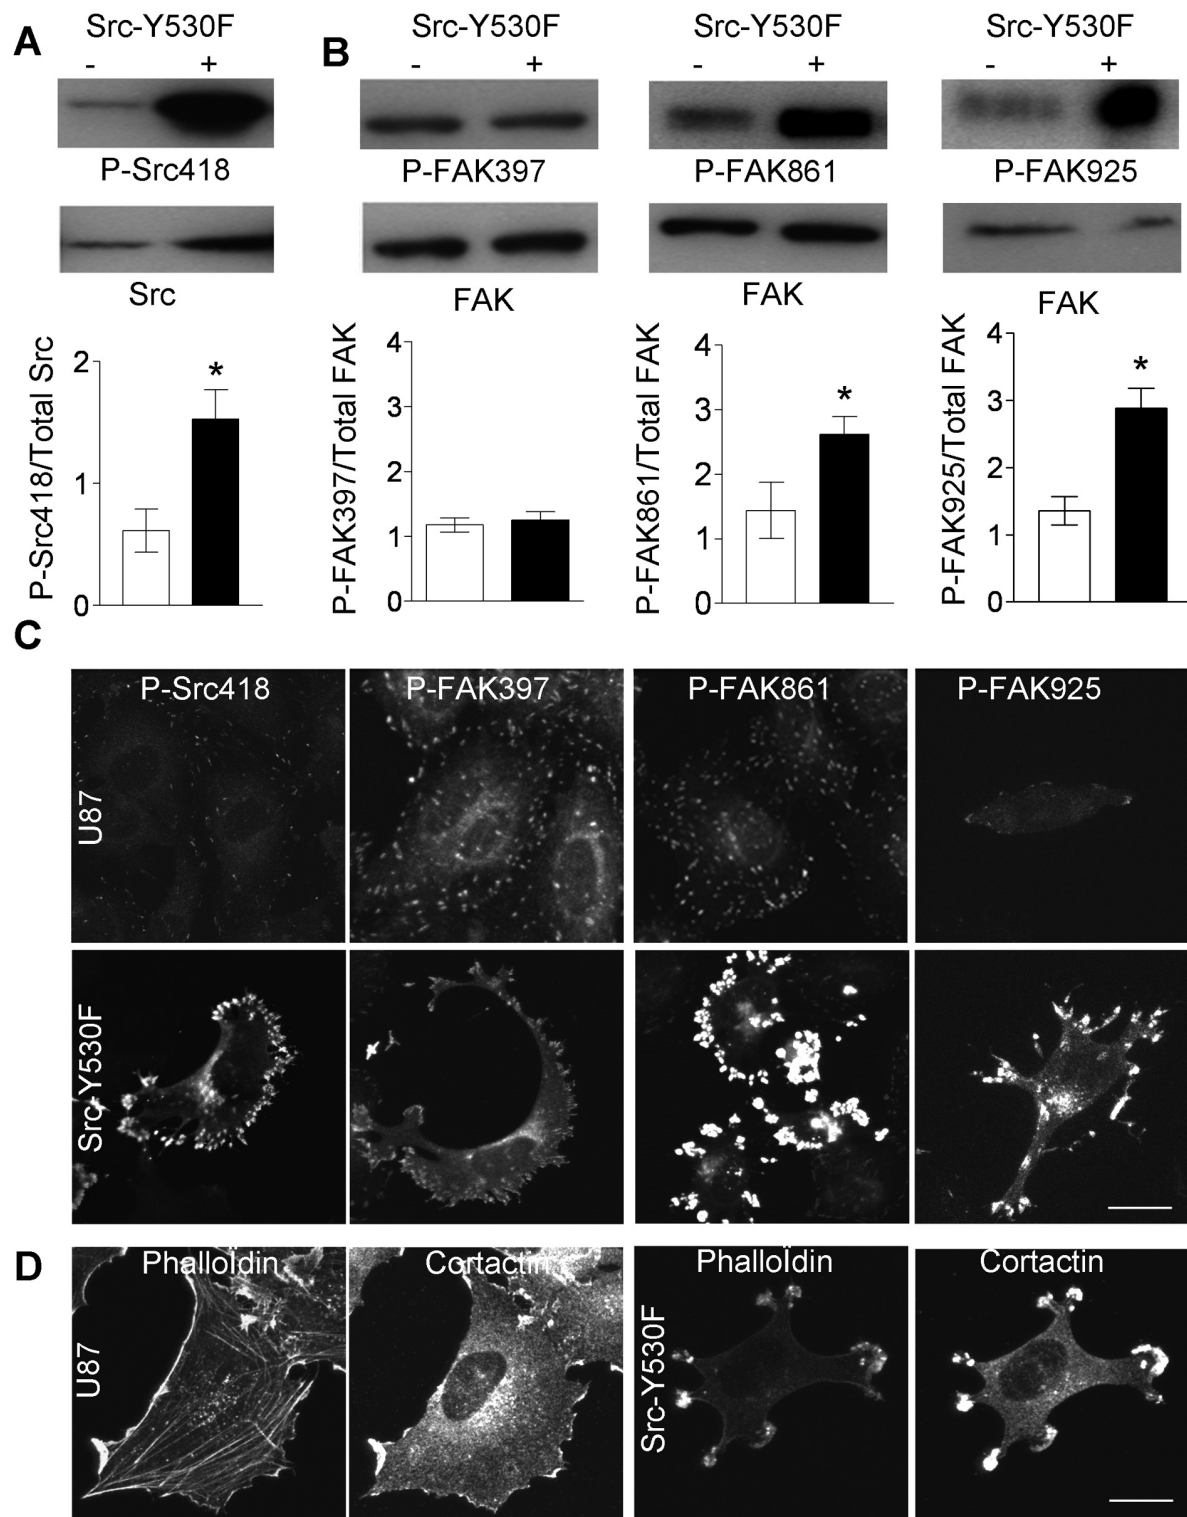 A
Src-Y530F
- +
P-Src418
Src
P-Src418/Total Src
2
1
0
*
B
Src-Y530F
- +
P-FAK397
FAK
P-FAK397/Total FAK
4
3
2
1
0
Src-Y530F
- +
P-FAK861
FAK
P-FAK861/Total FAK
4
3
2
1
0
*
Src-Y530F
- +
P-FAK925
FAK
P-FAK925/Total FAK
4
3
2
1
0
*
C
P-Src418 P-FAK397 P-FAK861 P-FAK925
U87
Src-Y530F
D
Phalloïdin Cortactin Phalloïdin Cortactin
U87
Src-Y530F